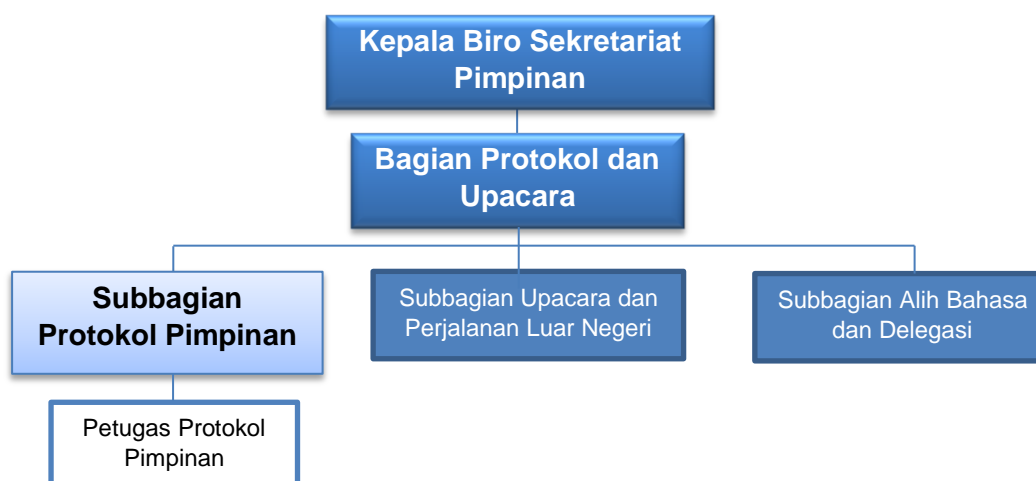 Kepala Biro Sekretariat
Pimpinan
Bagian Protokol dan
Upacara
Subbagian
Protokol Pimpinan
Subbagian Upacara dan
Perjalanan Luar Negeri
Subbagian Alih Bahasa
dan Delegasi
Petugas Protokol
Pimpinan